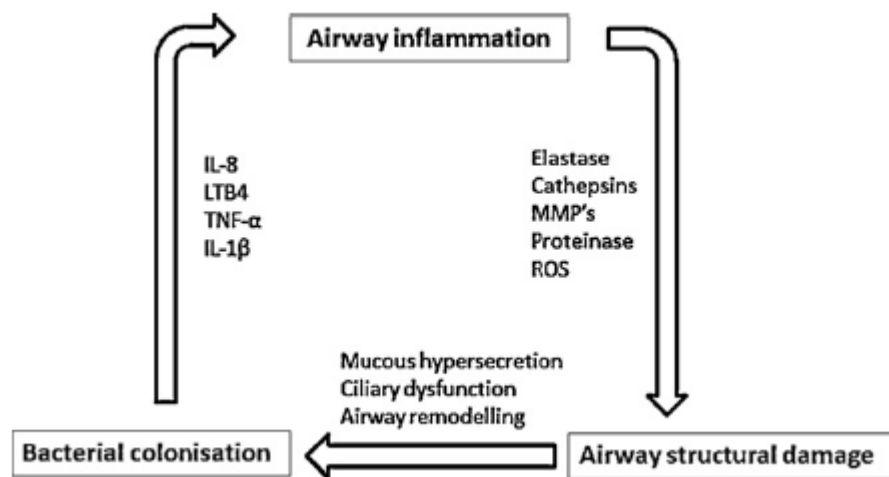 Airway inflammation
IL-8
LTB4
TNF-α
IL-1β
Elastase
Cathepsins
MMP's
Proteinase
ROS
Mucous hypersecretion
Ciliary dysfunction
Airway remodelling
Bacterial colonisation
Airway structural damage